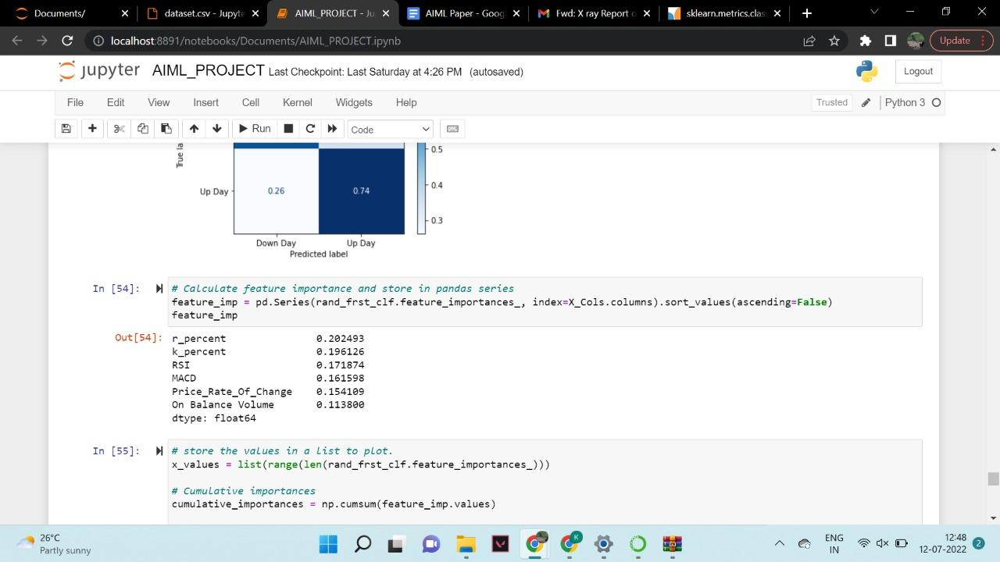 Documents/
dataset.csv - Jupyte
AIML_PROJECT - Ju
AIML Paper - Goog
Fwd: X ray Report o
sklearn.metrics.clas
localhost:8891/notebooks/Documents/AIML_PROJECT.ipynb
Update
jupyter AIML_PROJECT Last Checkpoint: Last Saturday at 4:26 PM (autosaved)
Logout
File Edit View Insert Cell Kernel Widgets Help
Trusted
Python 3
Run
Code
True la
0.5
0.4
0.3
Up Day
0.26 0.74
Down Day Up Day
Predicted label
In [54]:
# Calculate feature importance and store in pandas series
feature_imp = pd.Series(rand_frst_clf.feature_importances_, index=X_Cols.columns).sort_values(ascending=False)
feature_imp
Out[54]:
r_percent 0.202493
k_percent 0.196126
RSI 0.171874
MACD 0.161598
Price_Rate_Of_Change 0.154109
On Balance Volume 0.113800
dtype: float64
In [55]:
# store the values in a list to plot.
x_values = list(range(len(rand_frst_clf.feature_importances_)))
# Cumulative importances
cumulative_importances = np.cumsum(feature_imp.values)
26°C
Partly sunny
K
ENG
IN
12:48
12-07-2022
2